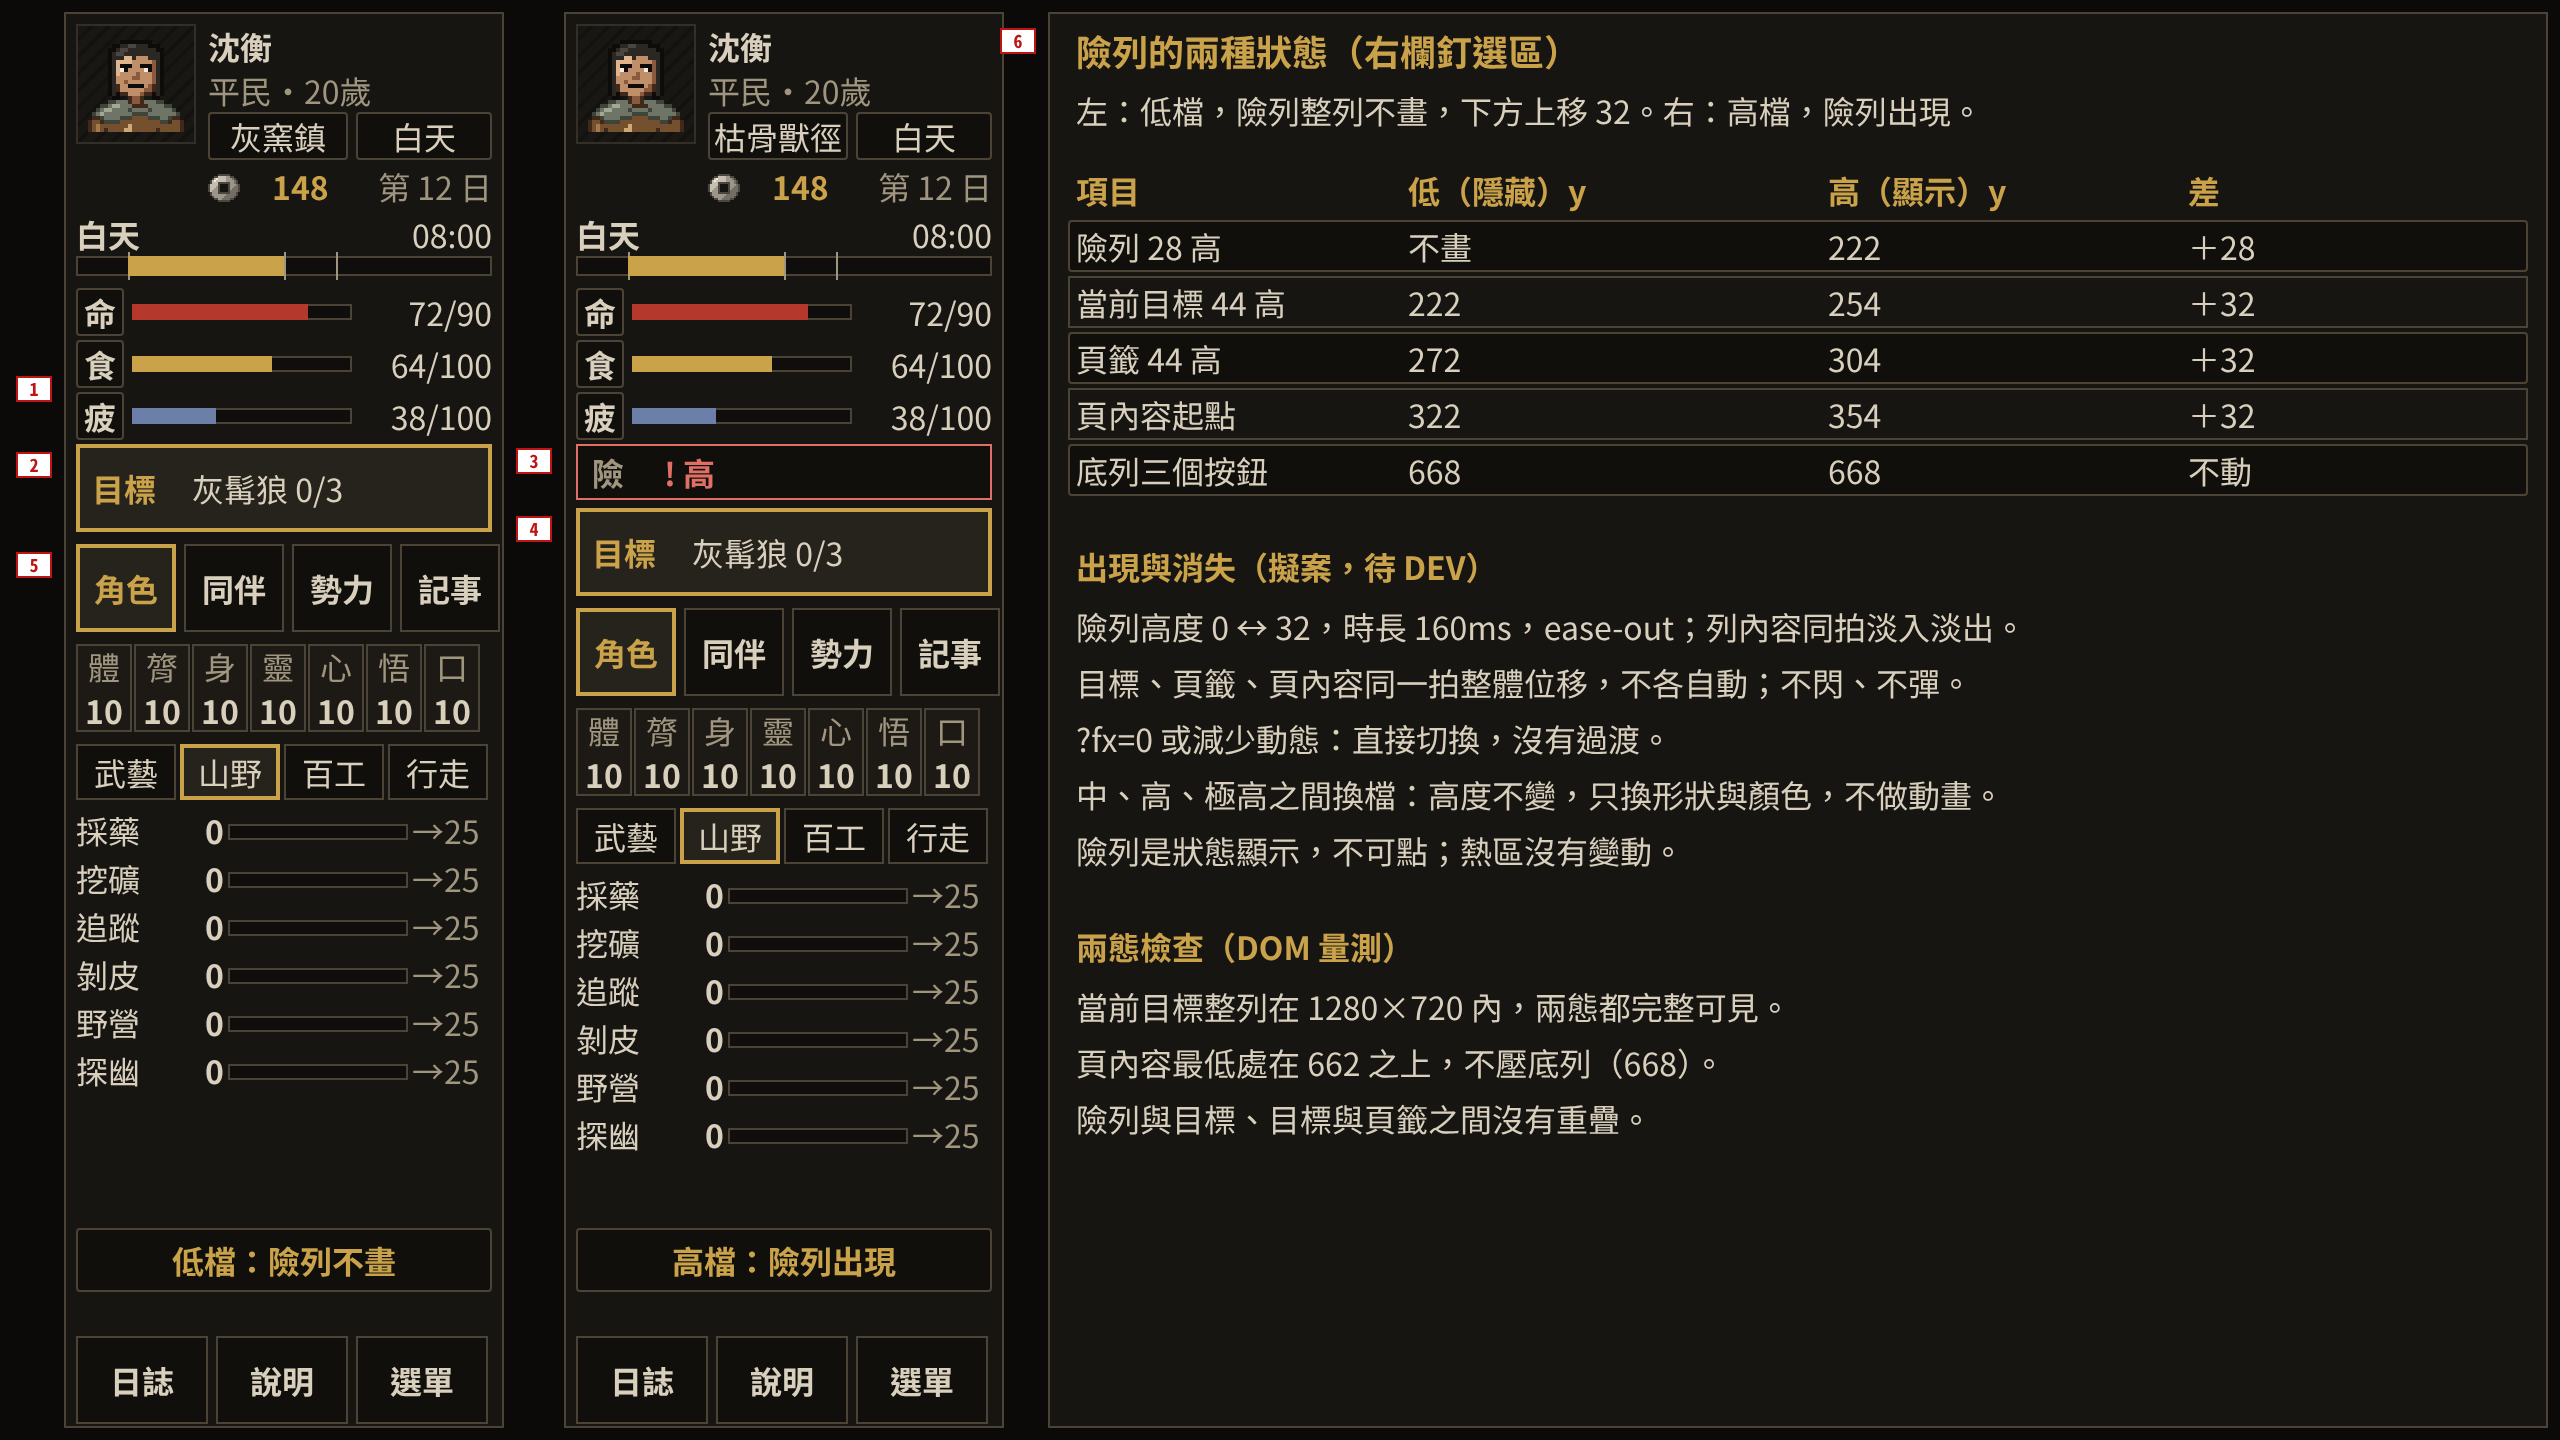 沈衡
平民・20歲
灰窯鎮 白天
148 第 12 日
白天 08:00
命 72/90
食 64/100
1
疲 38/100
2
目標 灰髯狼 0/3
5
角色 同伴 勢力 記事
體 膂 身 靈 心 悟 口
10 10 10 10 10 10 10
武藝 山野 百工 行走
採藥 0 →25
挖礦 0 →25
追蹤 0 →25
剝皮 0 →25
野營 0 →25
探幽 0 →25
低檔：險列不畫
日誌 說明 選單
沈衡
平民・20歲
枯骨獸徑 白天
148 第 12 日
白天 08:00
命 72/90
食 64/100
疲 38/100
3
險 ！高
4
目標 灰髯狼 0/3
角色 同伴 勢力 記事
體 膂 身 靈 心 悟 口
10 10 10 10 10 10 10
武藝 山野 百工 行走
採藥 0 →25
挖礦 0 →25
追蹤 0 →25
剝皮 0 →25
野營 0 →25
探幽 0 →25
高檔：險列出現
日誌 說明 選單
6
險列的兩種狀態（右欄釘選區）
左：低檔，險列整列不畫，下方上移 32。右：高檔，險列出現。
項目 低（隱藏）y 高（顯示）y 差
險列 28 高 不畫 222 ＋28
當前目標 44 高 222 254 ＋32
頁籤 44 高 272 304 ＋32
頁內容起點 322 354 ＋32
底列三個按鈕 668 668 不動
出現與消失（擬案，待 DEV）
險列高度 0 ↔ 32，時長 160ms，ease-out；列內容同拍淡入淡出。
目標、頁籤、頁內容同一拍整體位移，不各自動；不閃、不彈。
?fx=0 或減少動態：直接切換，沒有過渡。
中、高、極高之間換檔：高度不變，只換形狀與顏色，不做動畫。
險列是狀態顯示，不可點；熱區沒有變動。
兩態檢查（DOM 量測）
當前目標整列在 1280×720 內，兩態都完整可見。
頁內容最低處在 662 之上，不壓底列（668）。
險列與目標、目標與頁籤之間沒有重疊。